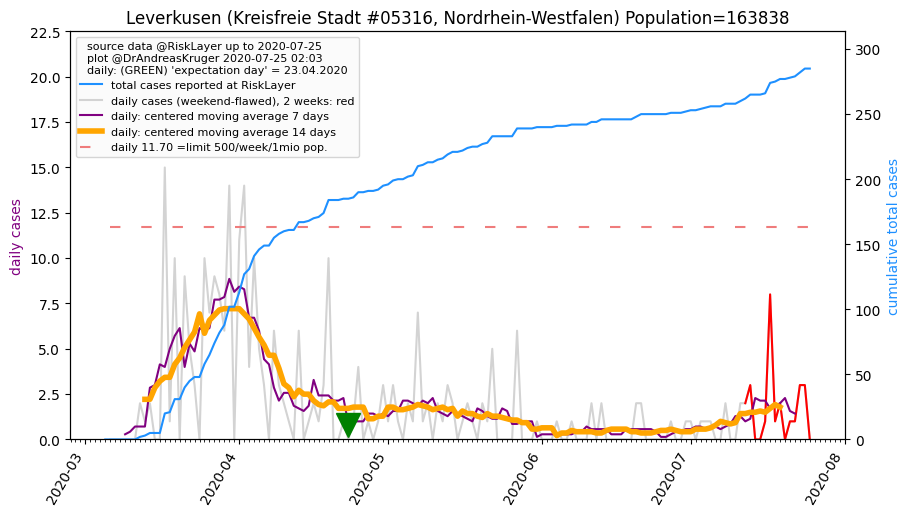 Leverkusen (Kreisfreie Stadt #05316, Nordrhein-Westfalen) Population=163838
source data @RiskLayer up to 2020-07-25
plot @DrAndreasKruger 2020-07-25 02:03
daily: (GREEN) 'expectation day' = 23.04.2020
total cases reported at RiskLayer
daily cases (weekend-flawed), 2 weeks: red
daily: centered moving average 7 days
daily: centered moving average 14 days
daily 11.70 =limit 500/week/1mio pop.
daily cases
22.5
20.0
17.5
15.0
12.5
10.0
7.5
5.0
2.5
0.0
300
250
200
150
100
50
0
cumulative total cases
2020-03
2020-04
2020-05
2020-06
2020-07
2020-08